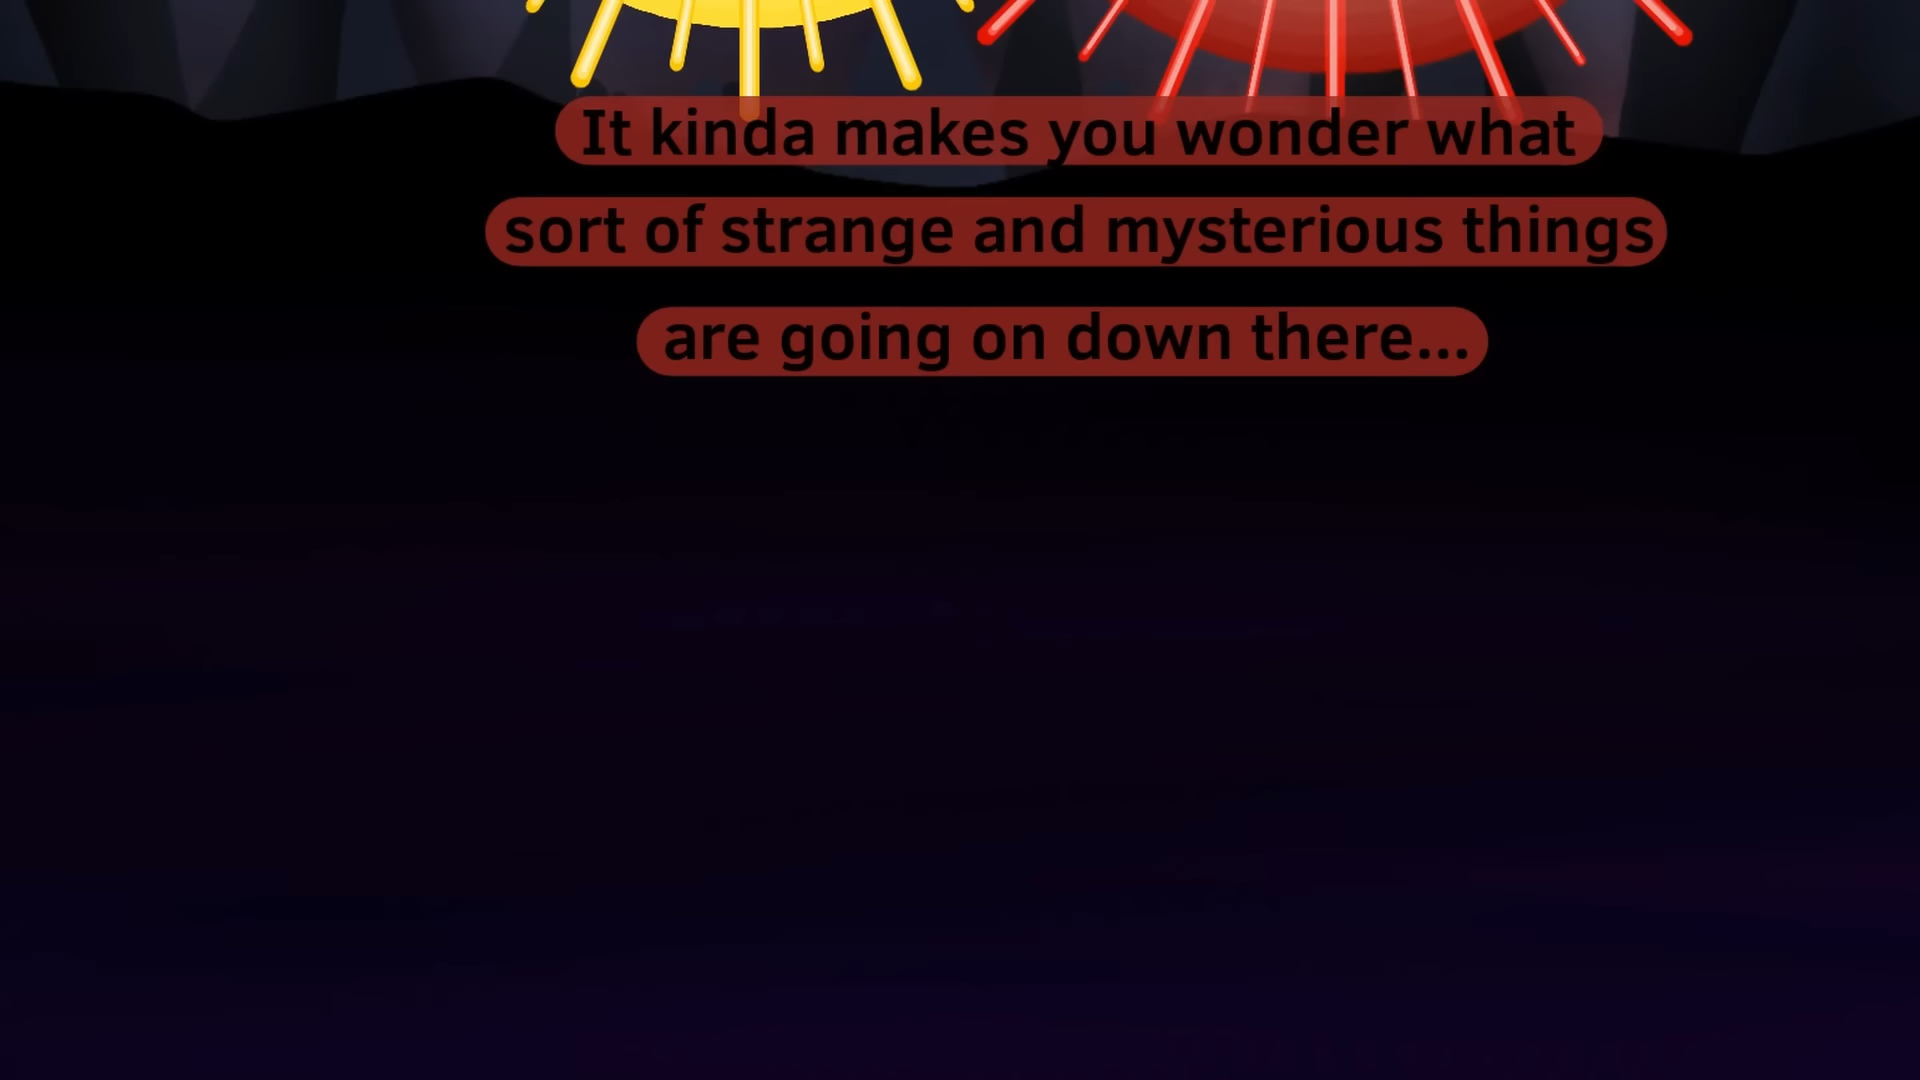 It kinda makes you wonder what
sort of strange and mysterious things
are going on down there...